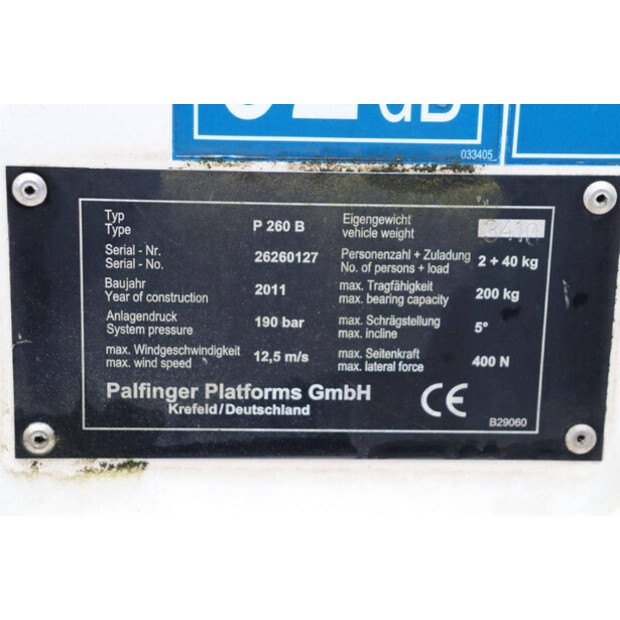 dB
033405
Typ
Type P 260 B
Serial - Nr.
Serial - No. 26260127
Baujahr
Year of construction 2011
Anlagendruck
System pressure 190 bar
max. Windgeschwindigkeit
max. wind speed 12,5 m/s
Eigengewicht
vehicle weight 3410
Personenzahl + Zuladung
No. of persons + load 2 + 40 kg
max. Tragfähigkeit
max. bearing capacity 200 kg
max. Schrägstellung
max. incline 5°
max. Seitenkraft
max. lateral force 400 N
Palfinger Platforms GmbH
Krefeld/Deutschland
CE
B29060